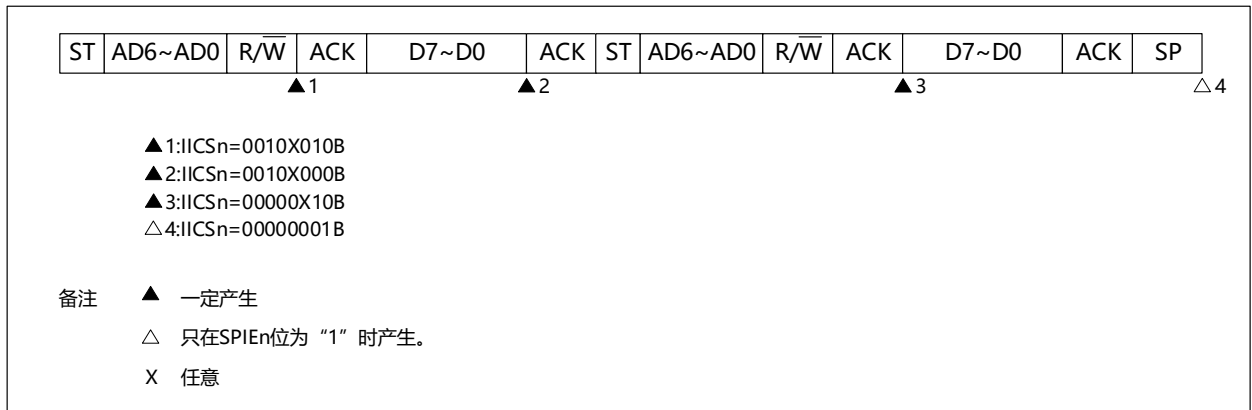 ST AD6~AD0 R/W̅ ACK D7~D0 ACK ST AD6~AD0 R/W̅ ACK D7~D0 ACK SP
▲1 ▲2 ▲3 △4
▲1:IICSn=0010X010B
▲2:IICSn=0010X000B
▲3:IICSn=00000X10B
△4:IICSn=00000001B
备注 ▲ 一定产生
△ 只在SPIEn位为“1”时产生。
X 任意